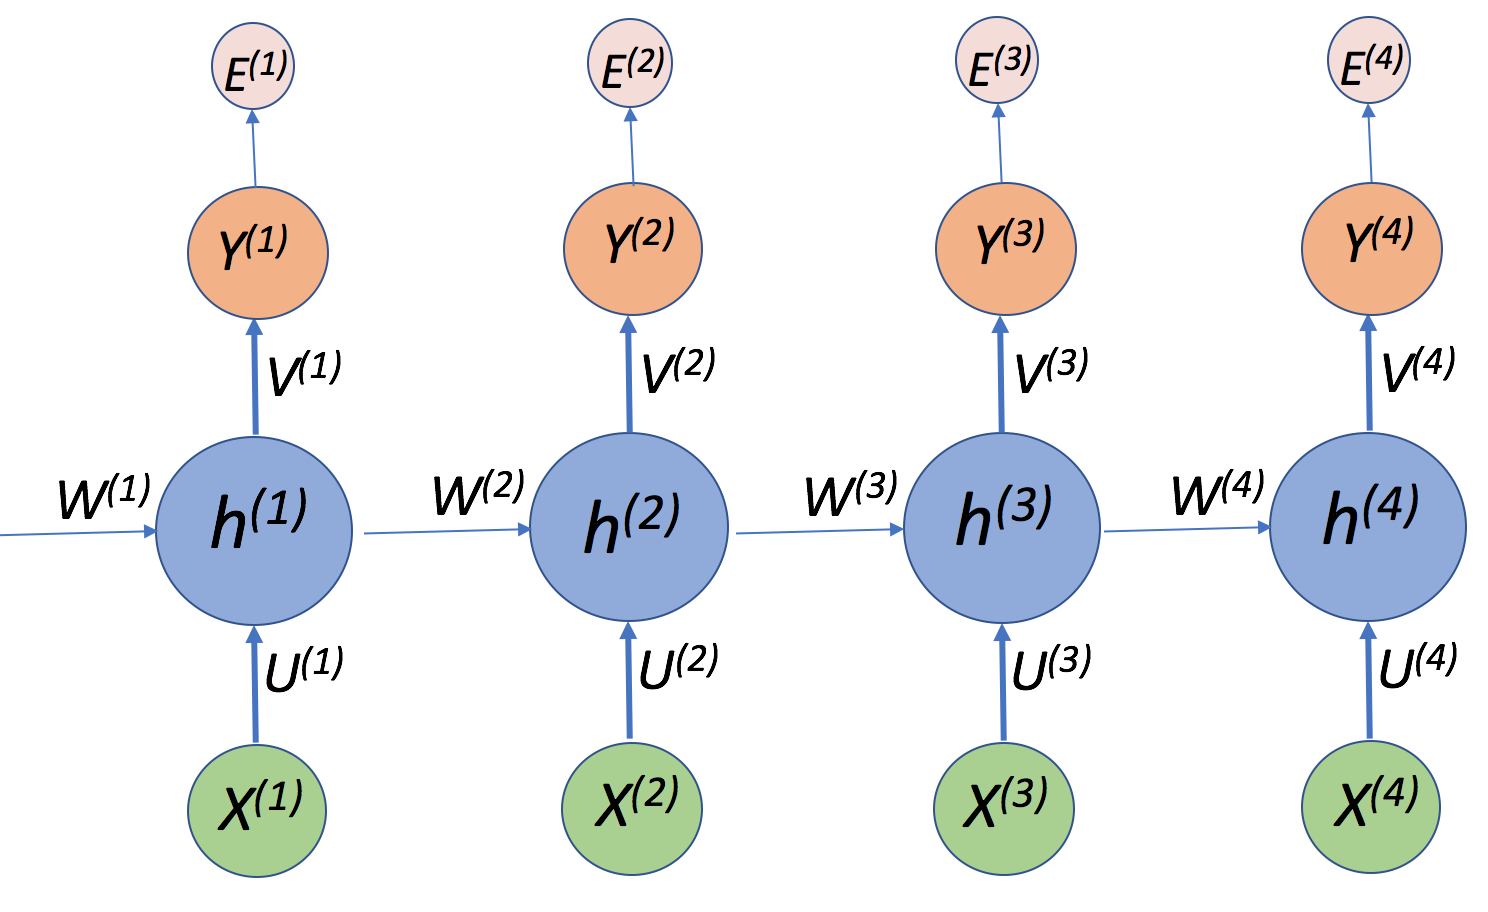 E(1) E(2) E(3) E(4)
Y(1) Y(2) Y(3) Y(4)
V(1) V(2) V(3) V(4)
W(1) h(1) W(2) h(2) W(3) h(3) W(4) h(4)
U(1) U(2) U(3) U(4)
X(1) X(2) X(3) X(4)